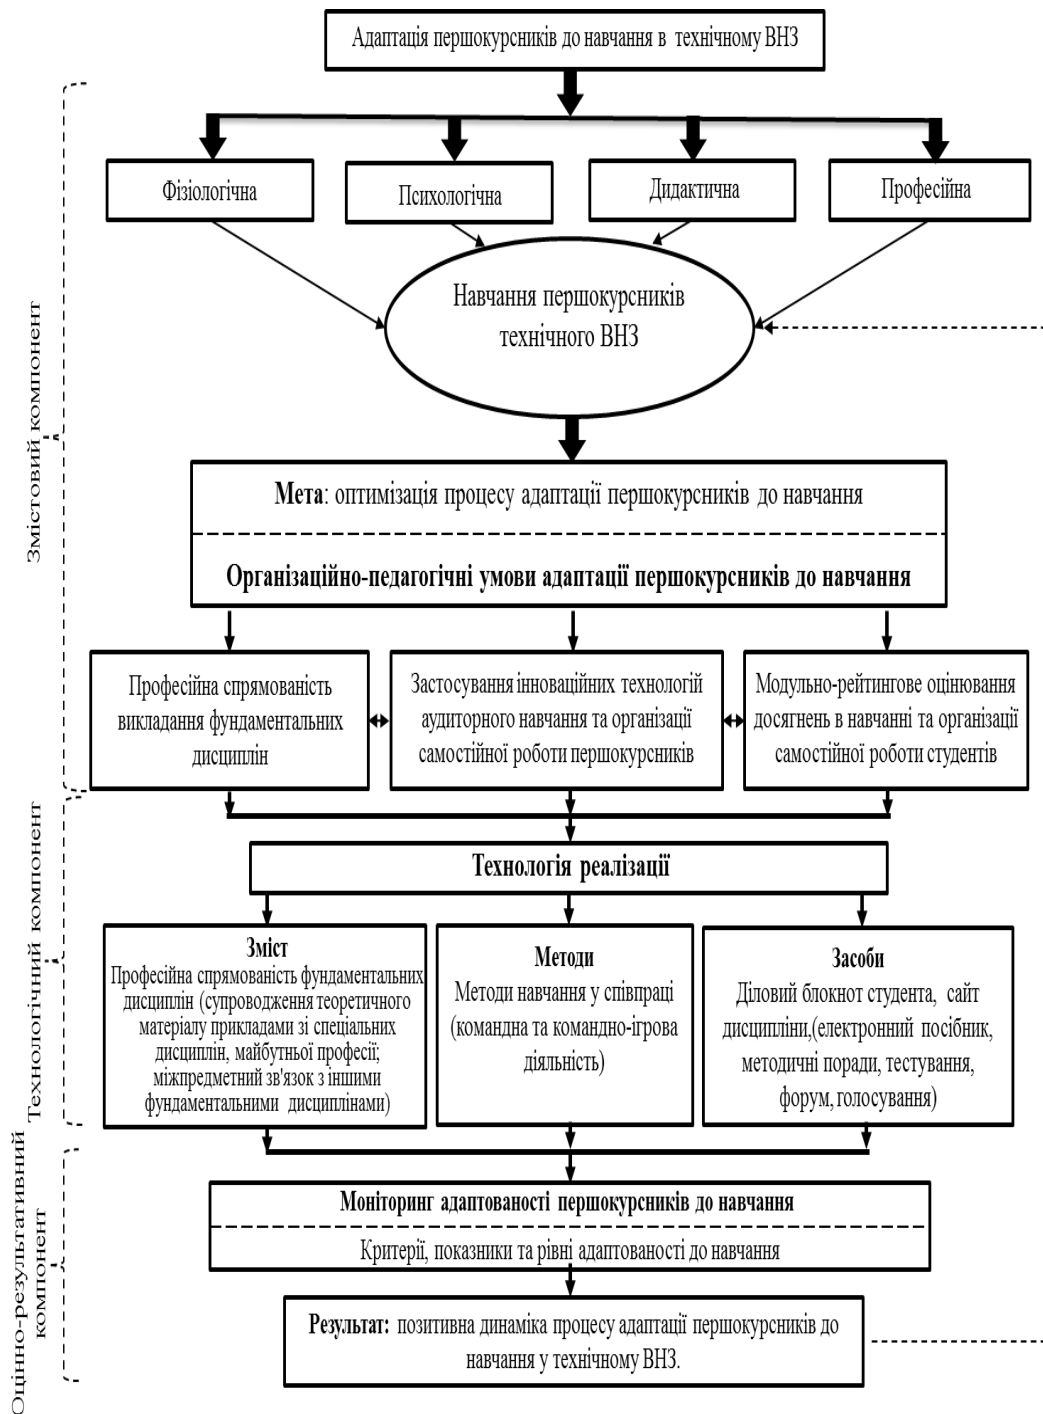 Адаптація першокурсників до навчання в технічному ВНЗ
Фізіологічна
Психологічна
Дидактична
Професійна
Навчання першокурсників
технічного ВНЗ
Змістовий компонент
Мета: оптимізація процесу адаптації першокурсників до навчання
Організаційно-педагогічні умови адаптації першокурсників до навчання
Професійна спрямованість
викладання фундаментальних
дисциплін
Застосування інноваційних технологій
аудиторного навчання та організації
самостійної роботи першокурсників
Модульно-рейтингове оцінювання
досягнень в навчанні та організації
самостійної роботи студентів
Технологічний компонент
Технологія реалізації
Зміст
Професійна спрямованість фундаментальних
дисциплін (супроводження теоретичного
матеріалу прикладами зі спеціальних
дисциплін, майбутньої професії;
міжпредметний зв'язок з іншими
фундаментальними дисциплінами)
Методи
Методи навчання у співпраці
(командна та командно-ігрова
діяльність)
Засоби
Діловий блокнот студента, сайт
дисципліни,(електронний посібник,
методичні поради, тестування,
форум, голосування)
Оцінно-результативний
компонент
Моніторинг адаптованості першокурсників до навчання
Критерії, показники та рівні адаптованості до навчання
Результат: позитивна динаміка процесу адаптації першокурсників до
навчання у технічному ВНЗ.